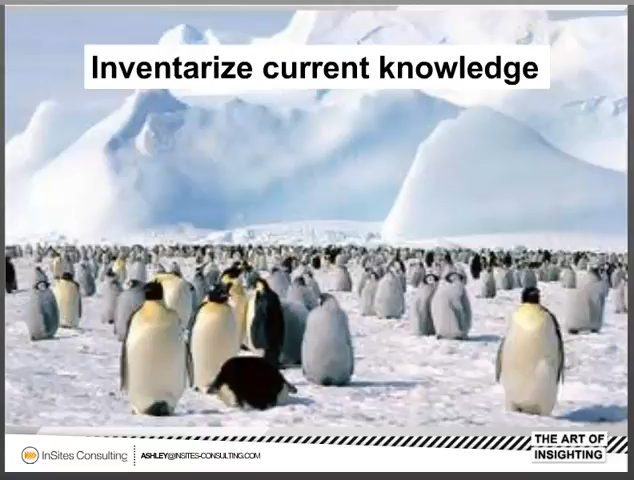 Inventarize current knowledge
THE ART OF
INSIGHTING
InSites Consulting
ASHLEY@INSITES-CONSULTING.COM